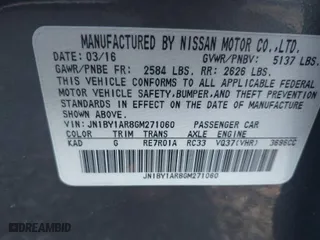 MANUFACTURED BY NISSAN MOTOR CO.,LTD.
DATE: 03/16 GVWR/PNBV: 5137 LBS.
GAWR/PNBE FR: 2584 LBS. RR: 2626 LBS.
THIS VEHICLE CONFORMS TO ALL APPLICABLE FEDERAL
MOTOR VEHICLE SAFETY, BUMPER, AND THEFT PREVENTION
STANDARDS IN EFFECT ON THE DATE OF MANUFACTURE
SHOWN ABOVE.
VIN: JN1BY1AR8GM271060 PASSENGER CAR
COLOR TRIM TRANS AXLE ENGINE
KAD G RE7R01A RC33 VQ37(VHR) 3696CC
JN1BY1AR8GM271060
DREAMBID